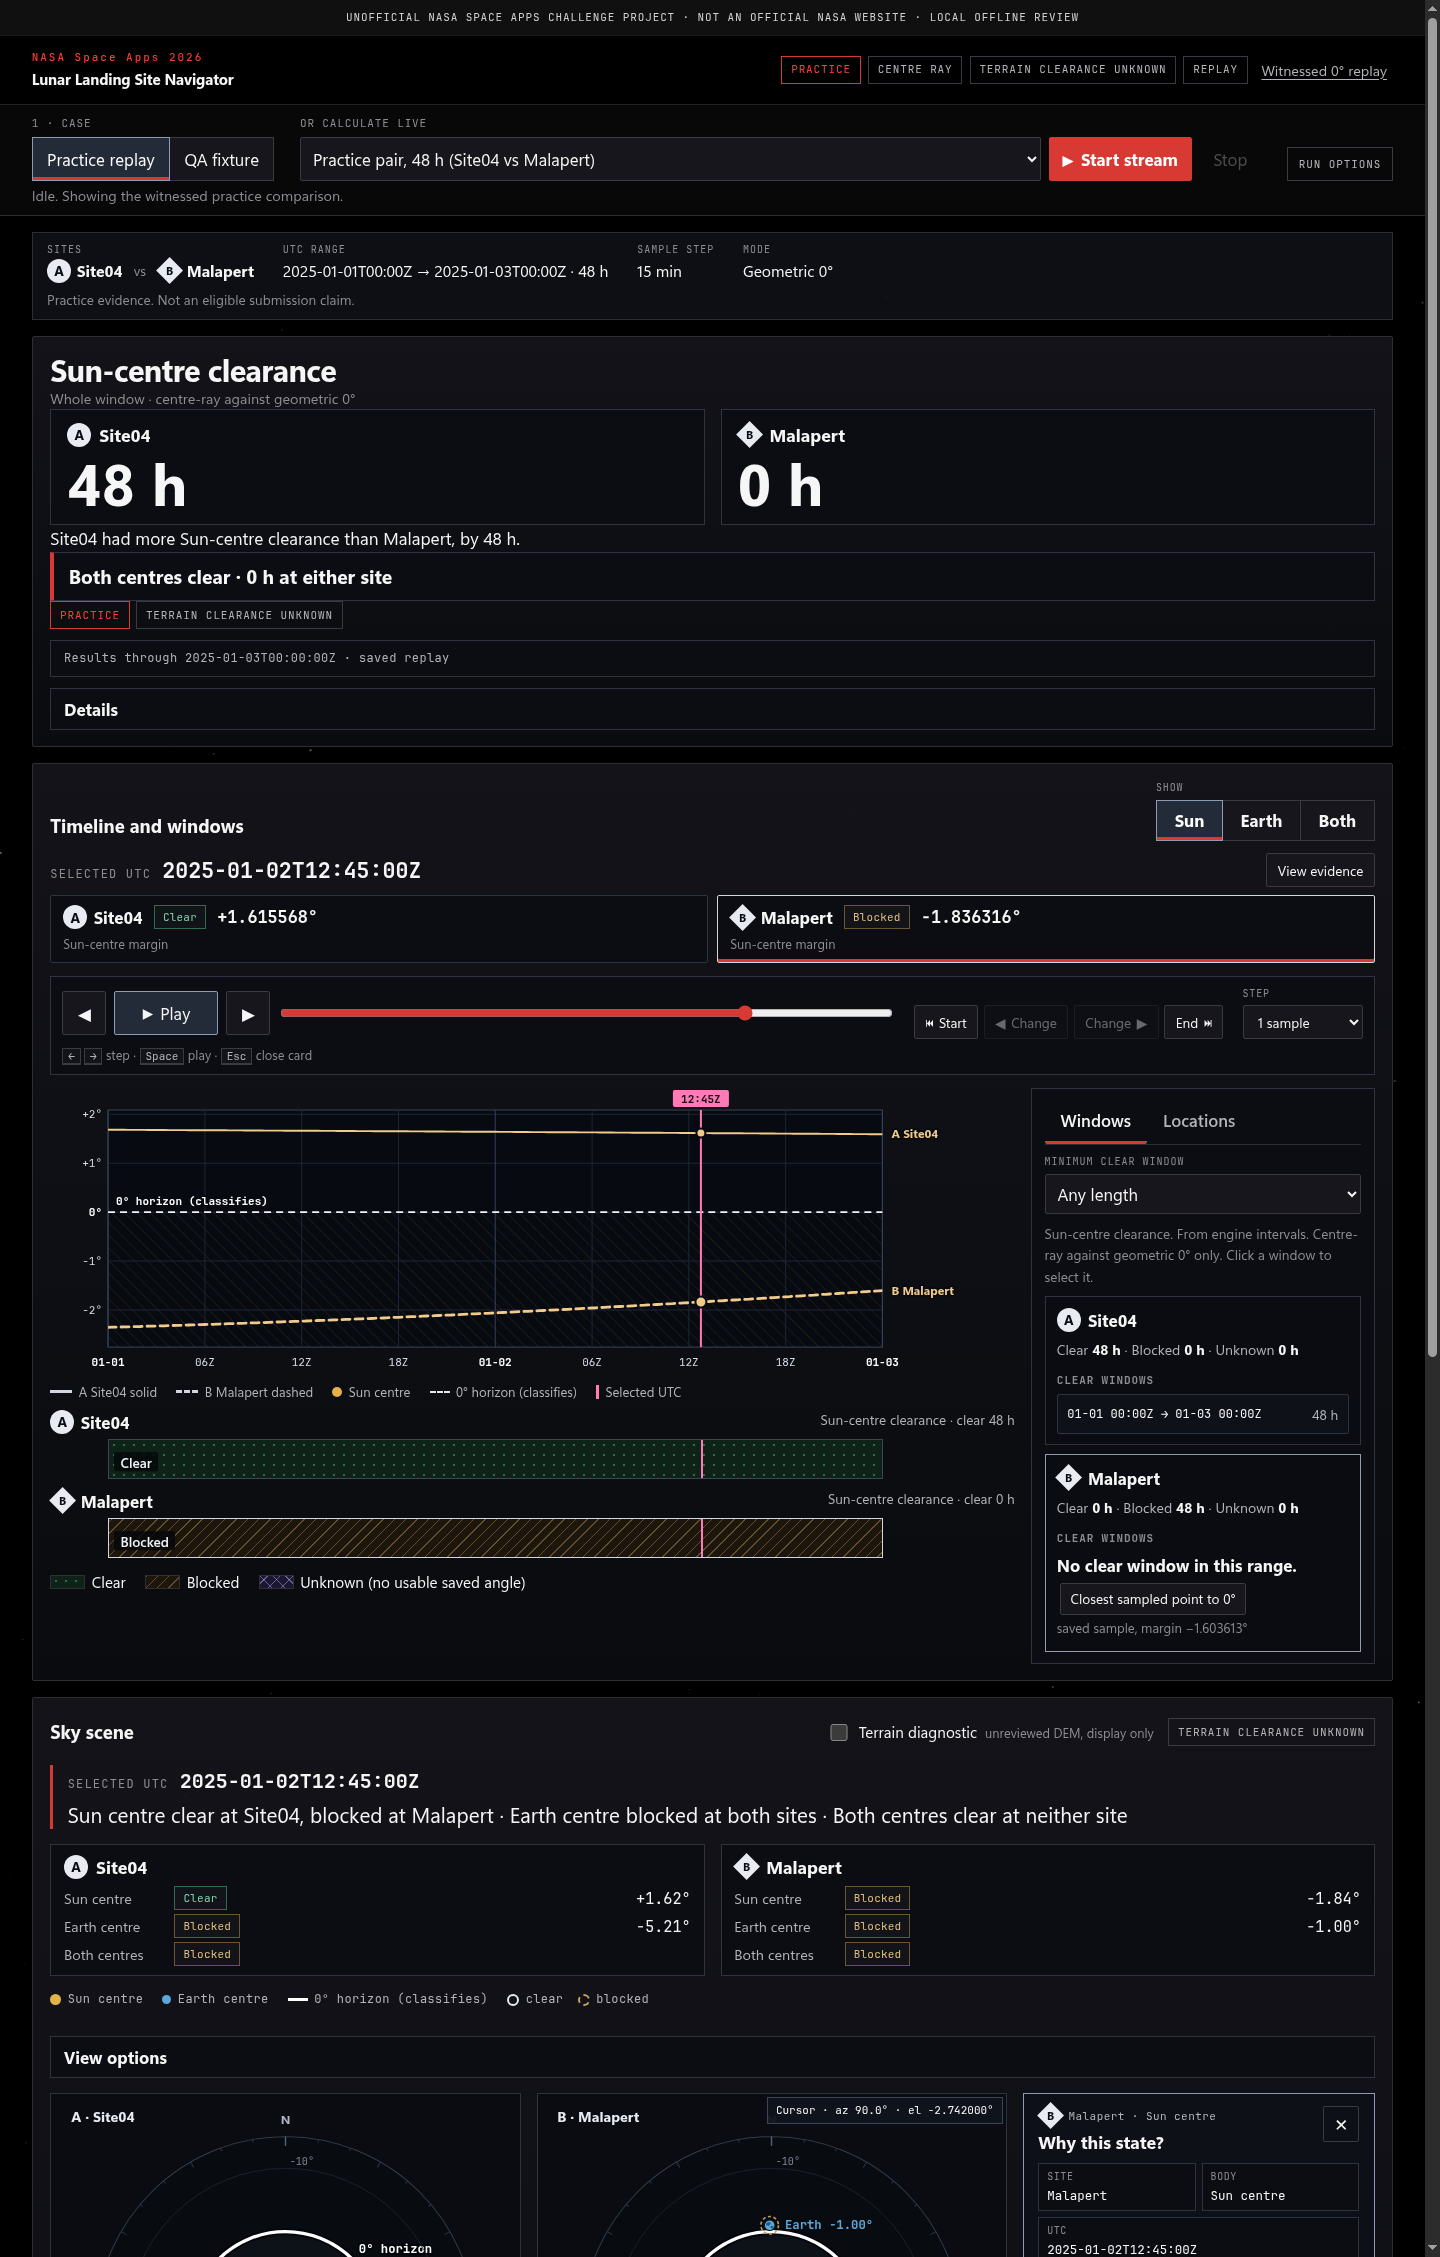 UNOFFICIAL NASA SPACE APPS CHALLENGE PROJECT · NOT AN OFFICIAL NASA WEBSITE · LOCAL OFFLINE REVIEW
NASA Space Apps 2026
Lunar Landing Site Navigator
PRACTICE
CENTRE RAY
TERRAIN CLEARANCE UNKNOWN
REPLAY
Witnessed 0° replay
1 · CASE
Practice replay
QA fixture
OR CALCULATE LIVE
Practice pair, 48 h (Site04 vs Malapert)
▶ Start stream
Stop
RUN OPTIONS
Idle. Showing the witnessed practice comparison.
SITES
A Site04 vs B Malapert
UTC RANGE
2025-01-01T00:00Z → 2025-01-03T00:00Z · 48 h
SAMPLE STEP
15 min
MODE
Geometric 0°
Practice evidence. Not an eligible submission claim.
Sun-centre clearance
Whole window · centre-ray against geometric 0°
A Site04
48 h
B Malapert
0 h
Site04 had more Sun-centre clearance than Malapert, by 48 h.
Both centres clear · 0 h at either site
PRACTICE
TERRAIN CLEARANCE UNKNOWN
Results through 2025-01-03T00:00:00Z · saved replay
Details
Timeline and windows
SHOW
Sun
Earth
Both
SELECTED UTC 2025-01-02T12:45:00Z
View evidence
A Site04 Clear +1.615568°
Sun-centre margin
B Malapert Blocked -1.836316°
Sun-centre margin
◀
▶ Play
▶
⏮ Start
◀ Change
Change ▶
End ⏭
STEP
1 sample
← → step · Space play · Esc close card
12:45Z
+2°
+1°
0°
-1°
-2°
0° horizon (classifies)
A Site04
B Malapert
01-01
06Z
12Z
18Z
01-02
06Z
12Z
18Z
01-03
A Site04 solid
B Malapert dashed
Sun centre
0° horizon (classifies)
Selected UTC
A Site04
Sun-centre clearance · clear 48 h
Clear
B Malapert
Sun-centre clearance · clear 0 h
Blocked
Clear
Blocked
Unknown (no usable saved angle)
Windows
Locations
MINIMUM CLEAR WINDOW
Any length
Sun-centre clearance. From engine intervals. Centre-
ray against geometric 0° only. Click a window to
select it.
A Site04
Clear 48 h · Blocked 0 h · Unknown 0 h
CLEAR WINDOWS
01-01 00:00Z → 01-03 00:00Z 48 h
B Malapert
Clear 0 h · Blocked 48 h · Unknown 0 h
CLEAR WINDOWS
No clear window in this range.
Closest sampled point to 0°
saved sample, margin −1.603613°
Sky scene
Terrain diagnostic unreviewed DEM, display only
TERRAIN CLEARANCE UNKNOWN
SELECTED UTC 2025-01-02T12:45:00Z
Sun centre clear at Site04, blocked at Malapert · Earth centre blocked at both sites · Both centres clear at neither site
A Site04
Sun centre Clear +1.62°
Earth centre Blocked -5.21°
Both centres Blocked
B Malapert
Sun centre Blocked -1.84°
Earth centre Blocked -1.00°
Both centres Blocked
Sun centre
Earth centre
0° horizon (classifies)
clear
blocked
View options
A · Site04
N
-10°
0° horizon
B · Malapert
Cursor · az 90.0° · el -2.742000°
-10°
Earth -1.00°
B Malapert · Sun centre
✕
Why this state?
SITE
Malapert
BODY
Sun centre
UTC
2025-01-02T12:45:00Z